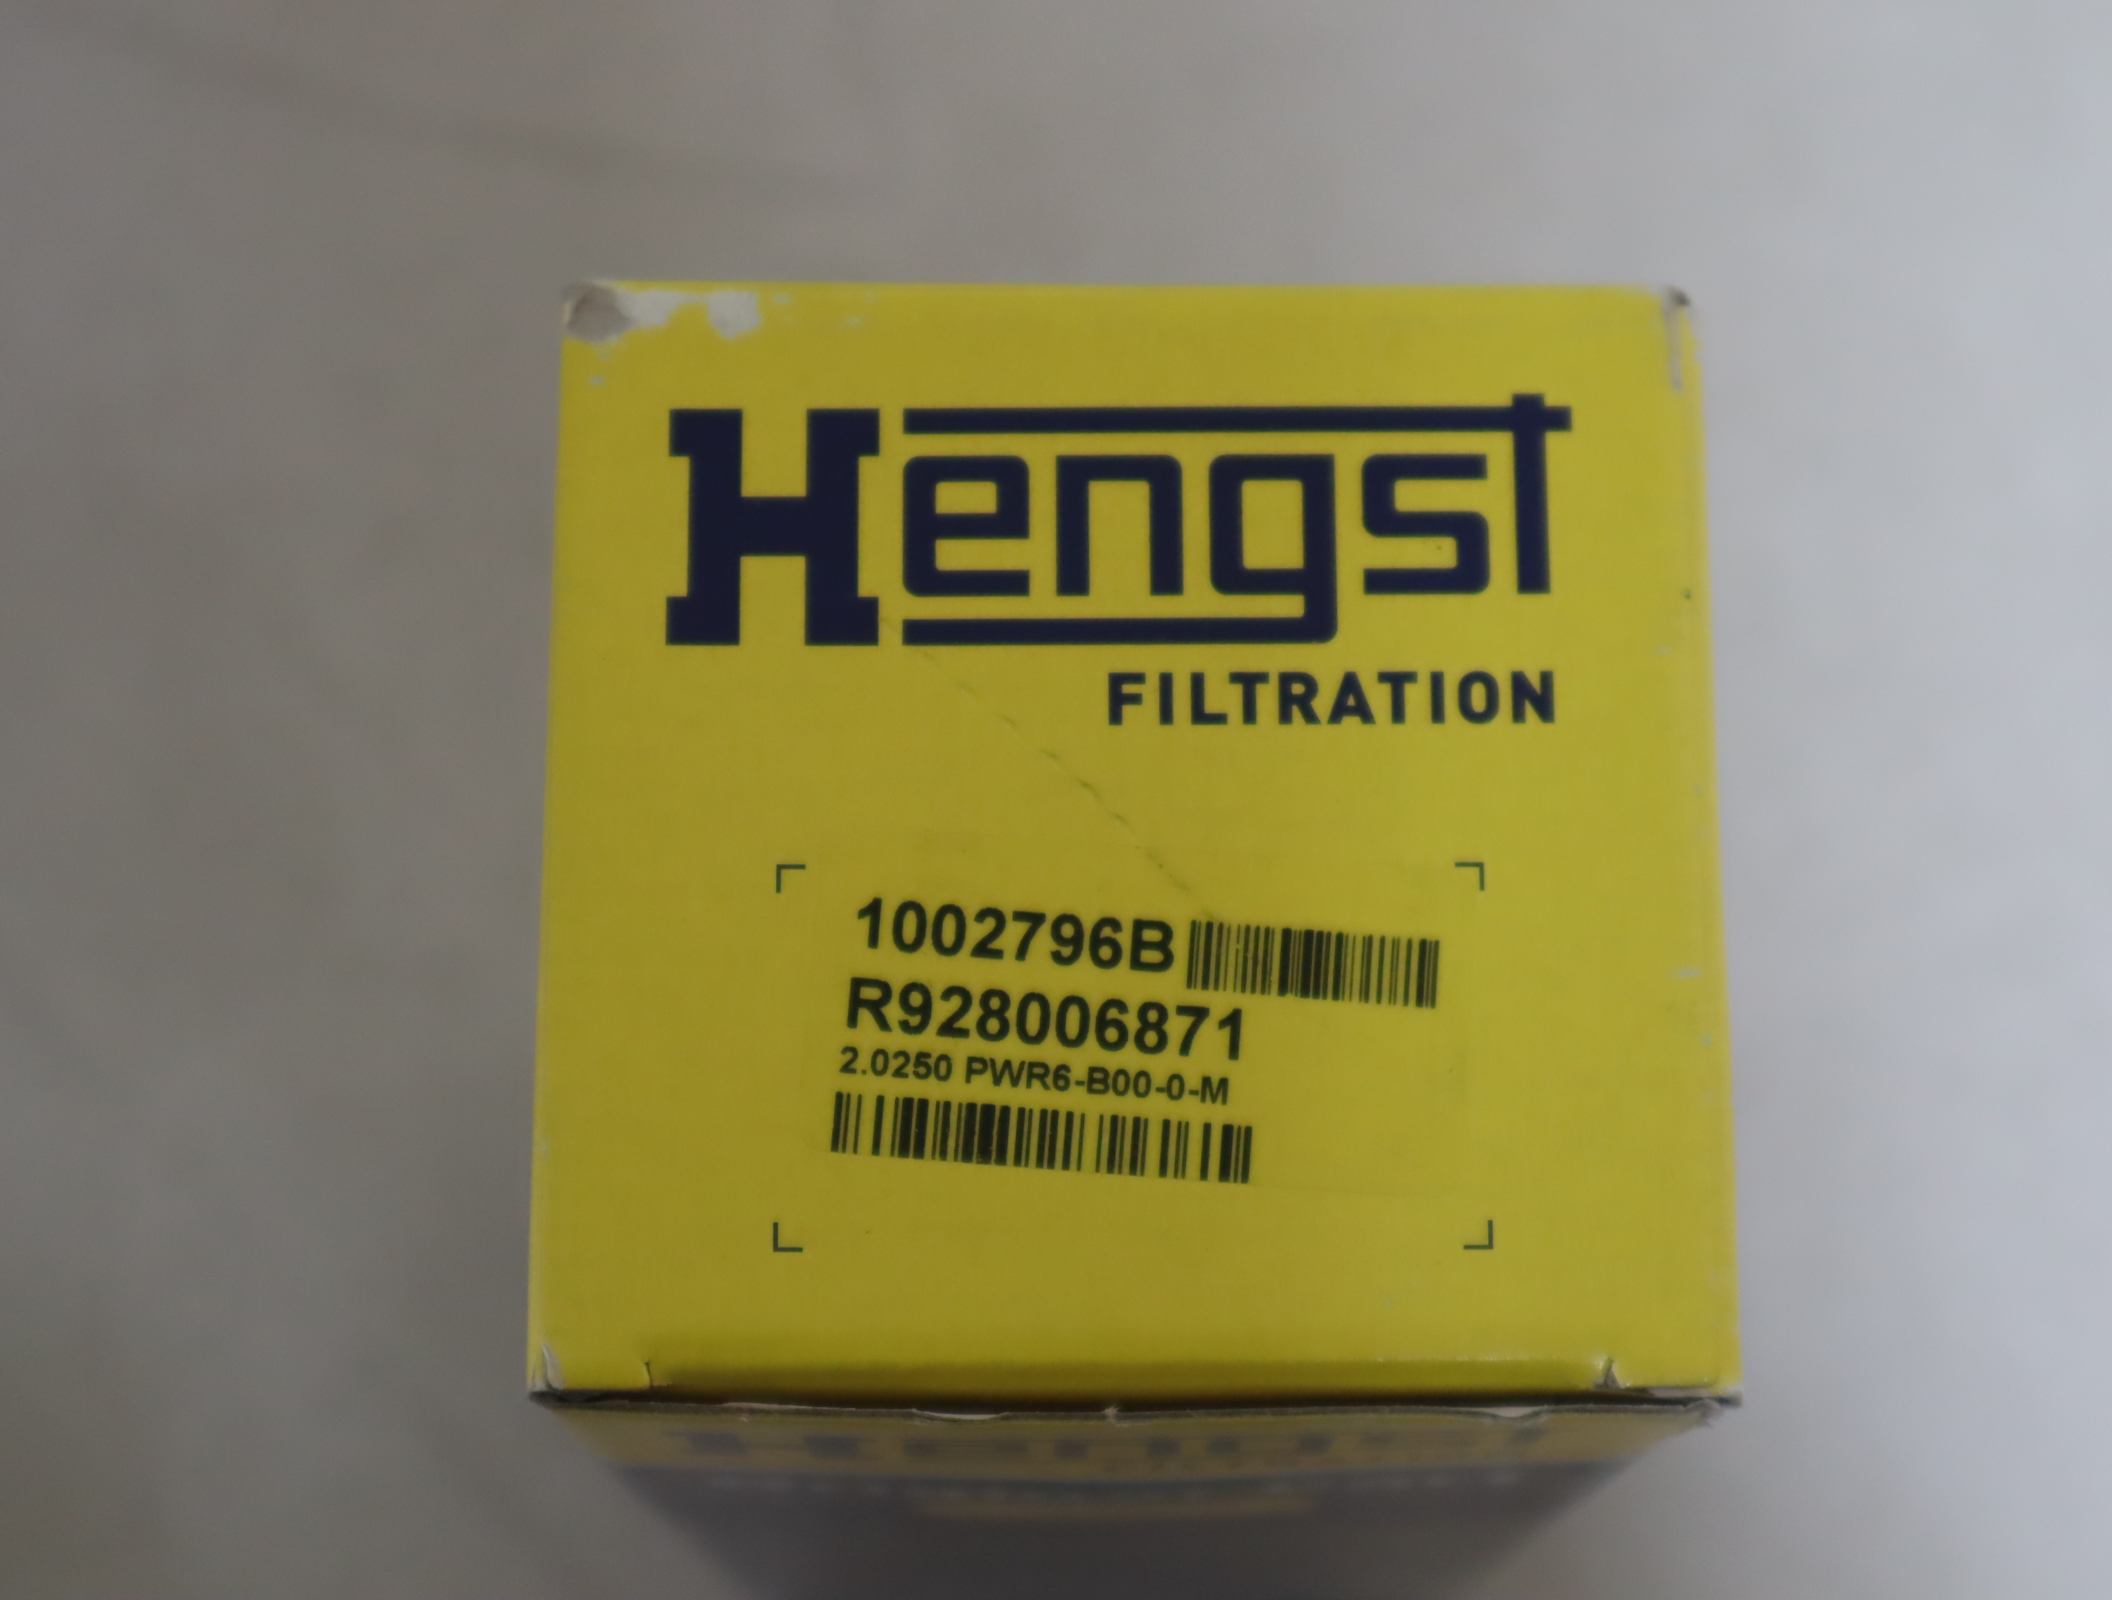 Hengst
FILTRATION
1002796B
R928006871
2.0250 PWR6-B00-0-M